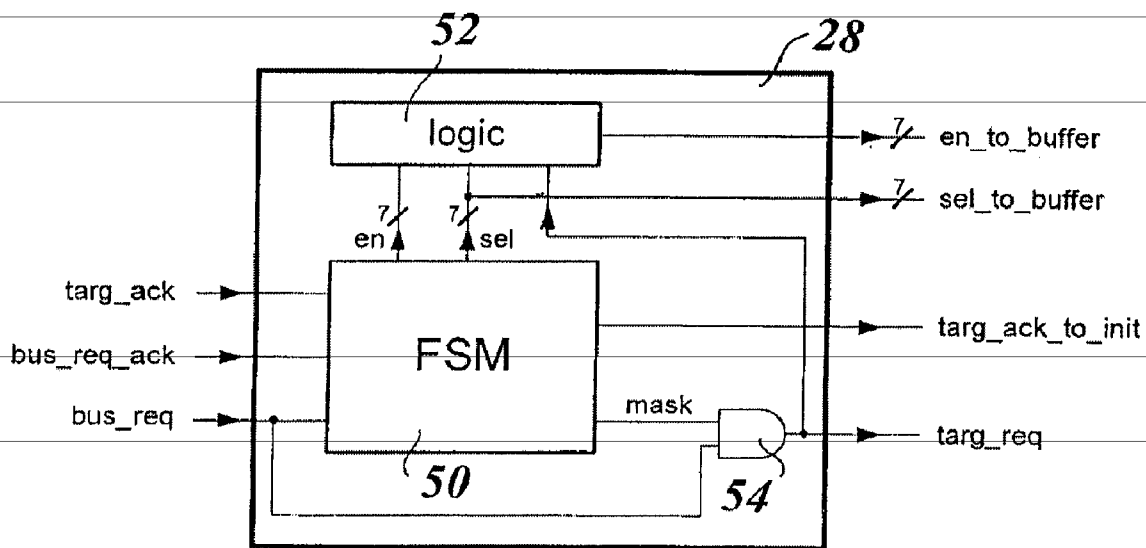 52
28
logic
7
en_to_buffer
7
sel_to_buffer
7
en
7
sel
targ_ack
targ_ack_to_init
bus_req_ack
FSM
bus_req
mask
targ_req
50
54